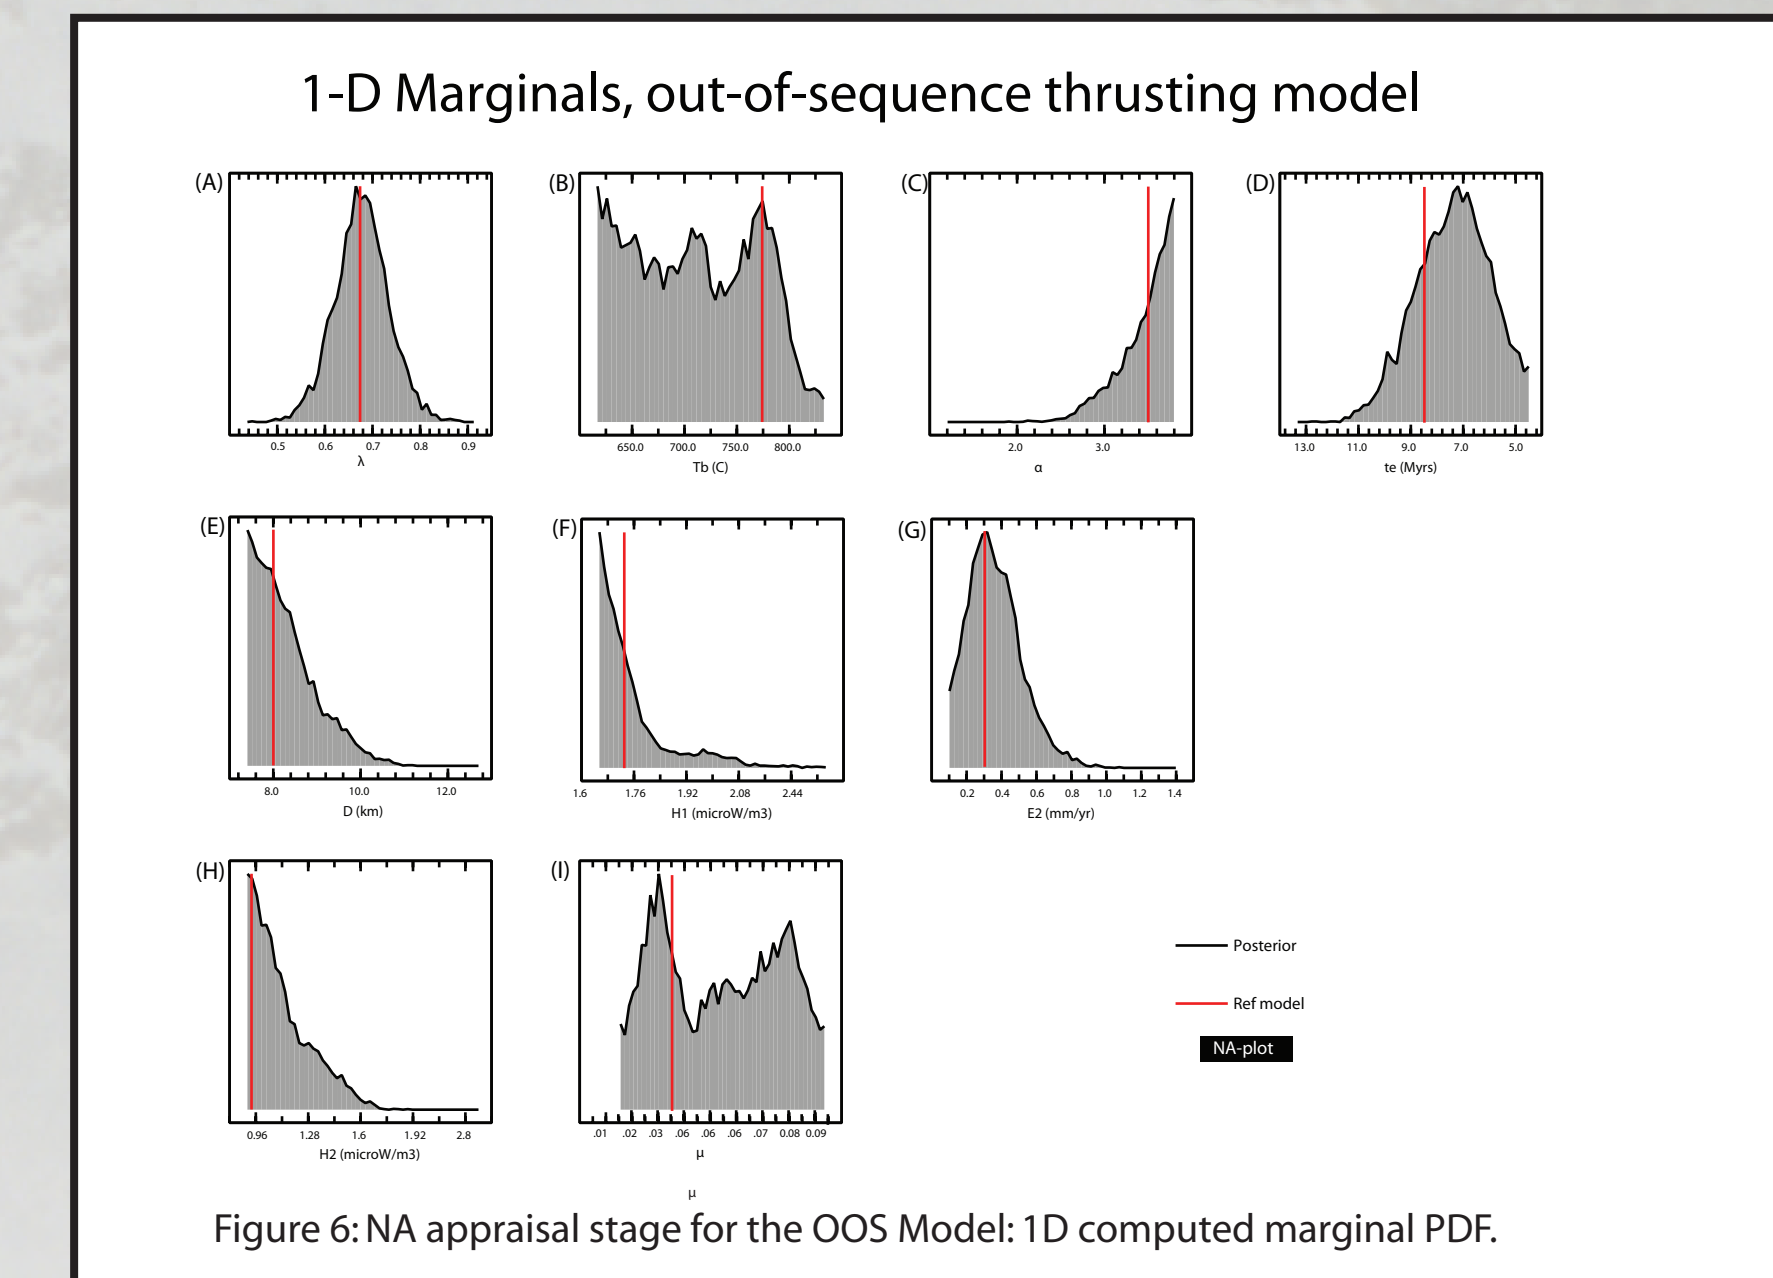 1-D Marginals, out-of-sequence thrusting model
(A)
0.5 0.6 0.7 0.8 0.9
λ
(B)
650.0 700.0 750.0 800.0
Tb (C)
(C)
2.0 3.0
α
(D)
13.0 11.0 9.0 7.0 5.0
te (Myrs)
(E)
8.0 10.0 12.0
D (km)
(F)
1.6 1.76 1.92 2.08 2.44
H1 (microW/m3)
(G)
0.2 0.4 0.6 0.8 1.0 1.2 1.4
E2 (mm/yr)
(H)
0.96 1.28 1.6 1.92 2.8
H2 (microW/m3)
(I)
.01 .02 .03 .06 .06 .06 .07 0.08 0.09
μ
μ
Posterior
Ref model
NA-plot
Figure 6: NA appraisal stage for the OOS Model: 1D computed marginal PDF.